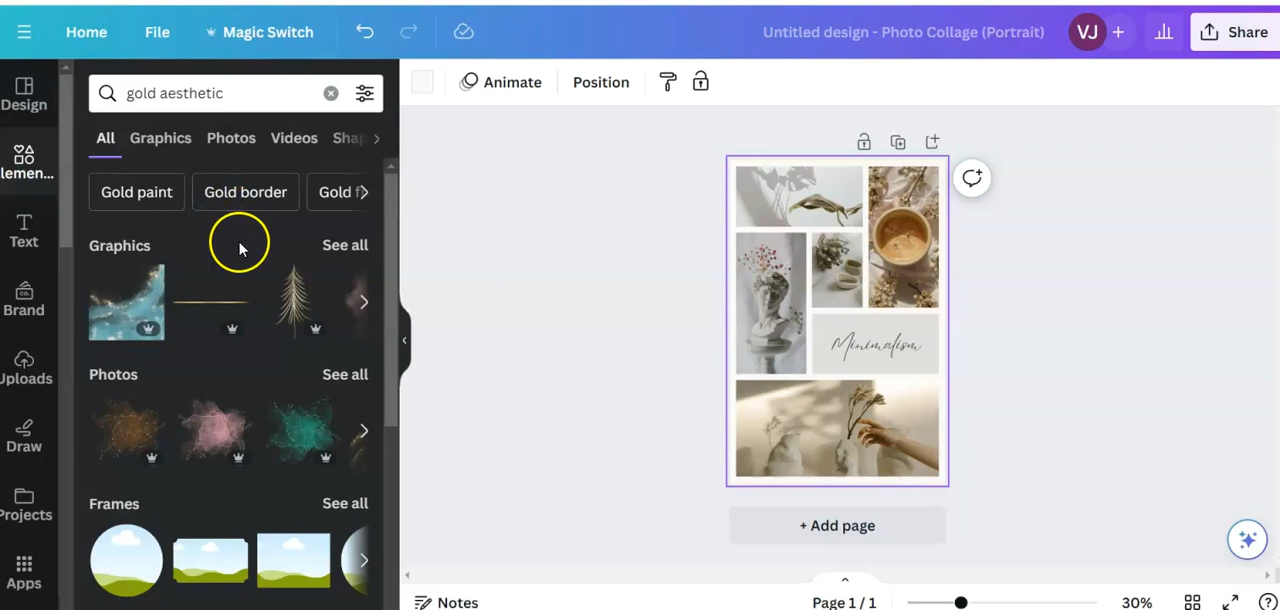 Home File Magic Switch Untitled design - Photo Collage (Portrait) VJ + Share
Design
lemen...
Text
Brand
Uploads
Draw
Projects
Apps
gold aesthetic
All Graphics Photos Videos Shap
Gold paint Gold border Gold f
Graphics See all
Photos See all
Frames See all
Animate Position
Minimalism
+ Add page
Notes Page 1 / 1 30%